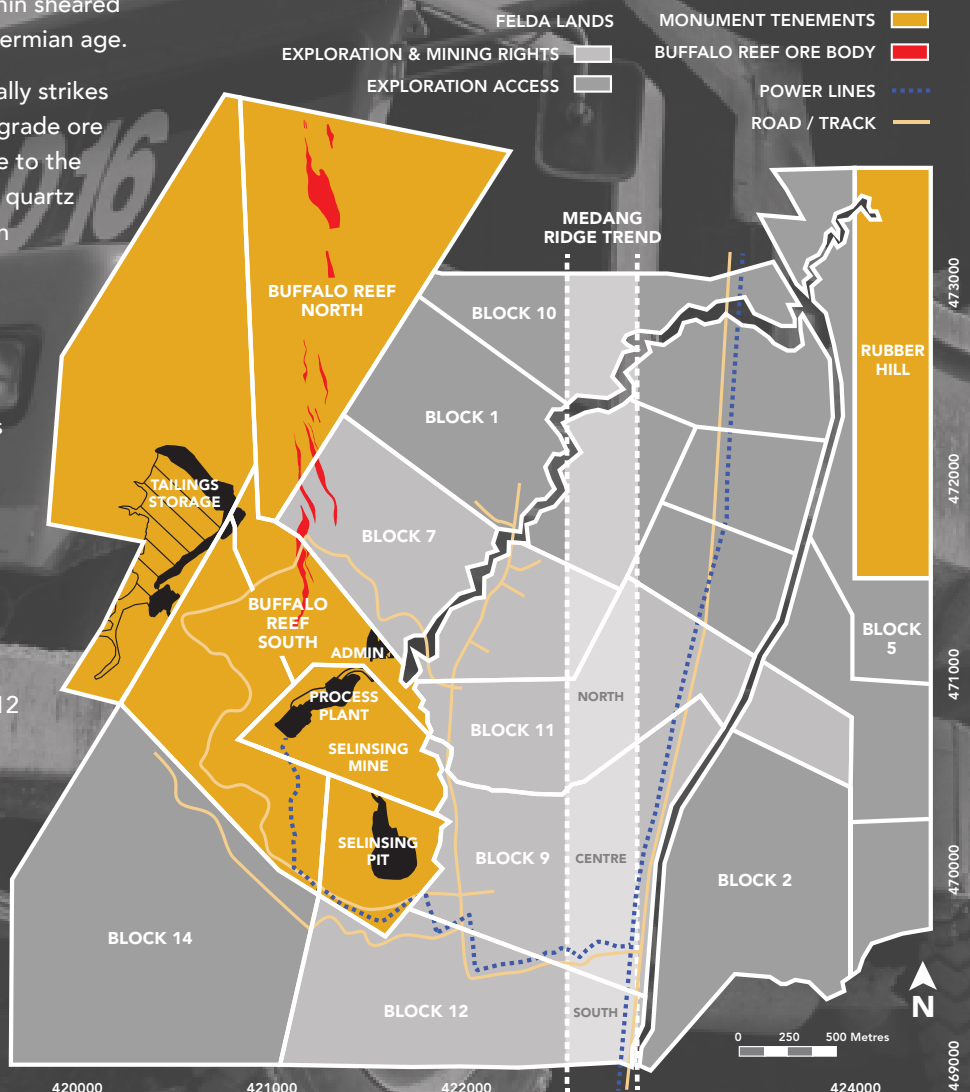 hin sheared
ermian age.
ally strikes
grade ore
e to the
quartz
n
s
12
D16
FELDA LANDS
EXPLORATION & MINING RIGHTS
EXPLORATION ACCESS
MONUMENT TENEMENTS
BUFFALO REEF ORE BODY
POWER LINES
ROAD / TRACK
MEDANG
RIDGE TREND
BUFFALO REEF
NORTH
BLOCK 10
RUBBER
HILL
BLOCK 1
TAILINGS
STORAGE
BLOCK 7
BUFFALO
REEF
SOUTH
BLOCK
5
ADMIN
PROCESS
PLANT
NORTH
BLOCK 11
SELINSING
MINE
SELINSING
PIT
BLOCK 9
CENTRE
BLOCK 2
BLOCK 14
BLOCK 12
SOUTH
N
0 250 500 Metres
473000
472000
471000
470000
469000
420000 421000 422000 424000